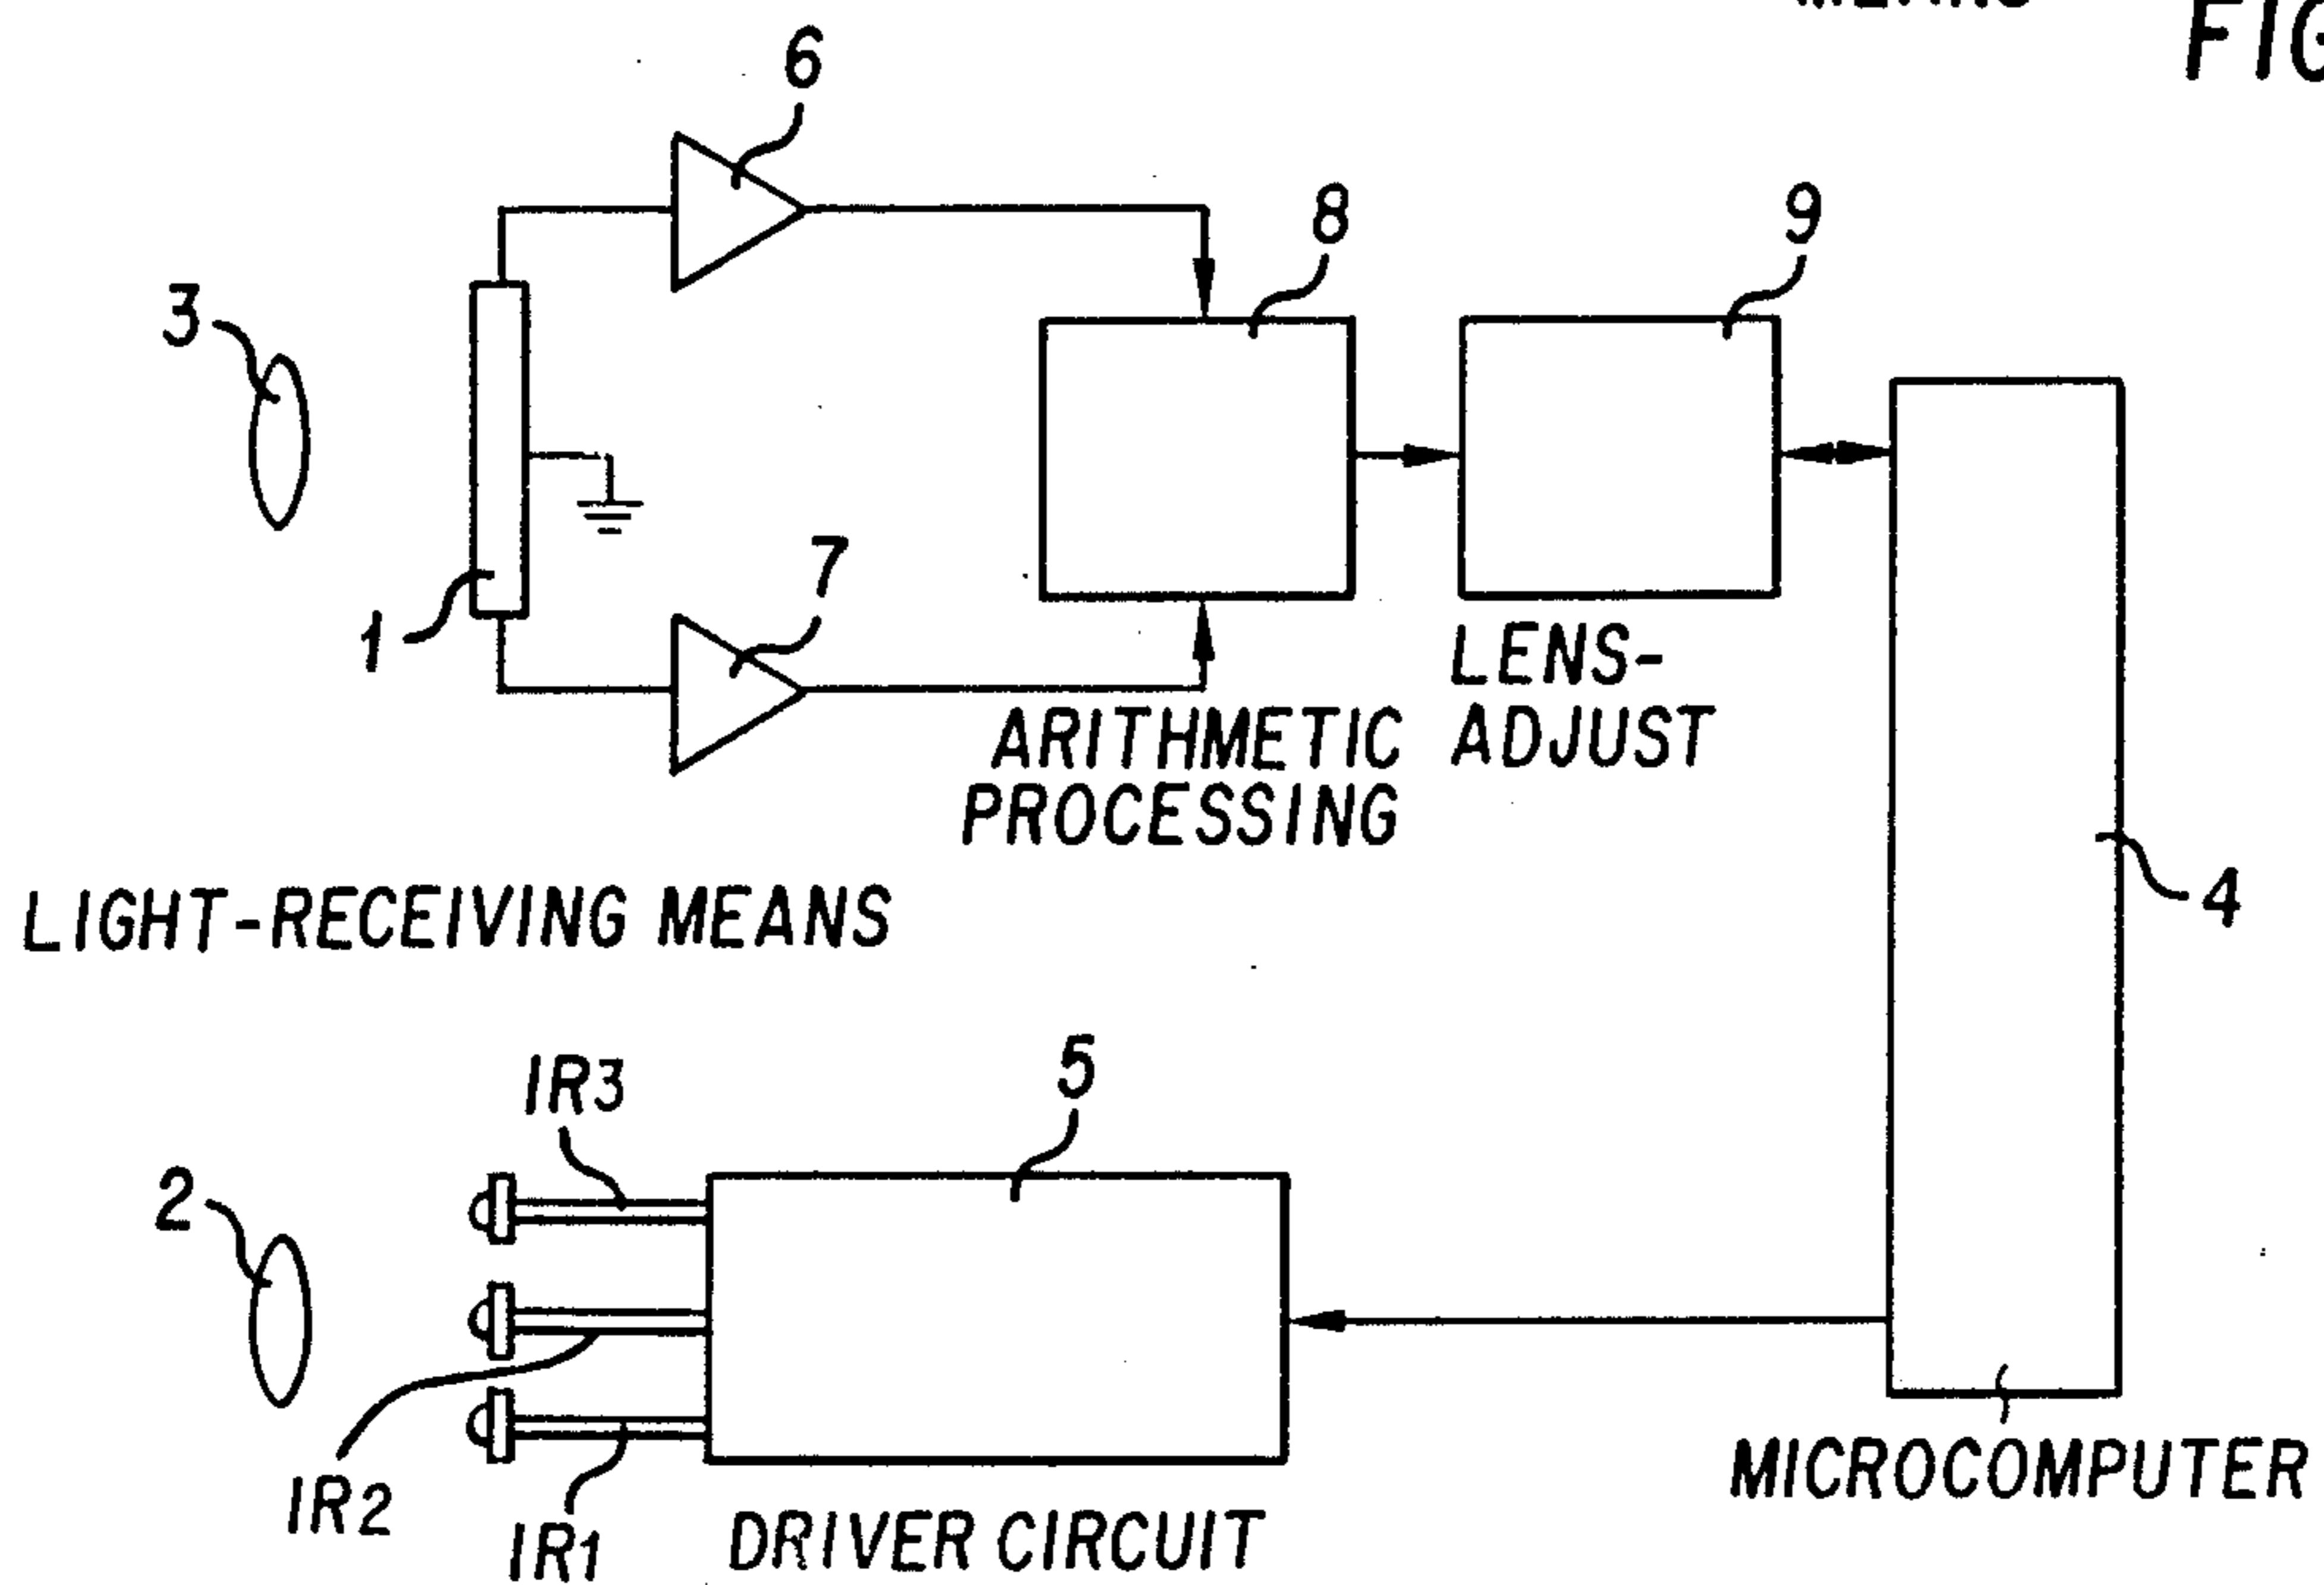 FIG
6
8
9
3
7
1
LENS-
ADJUST
ARITHMETIC
PROCESSING
4
LIGHT-RECEIVING MEANS
IR3
5
2
IR2
IR1
DRIVER CIRCUIT
MICROCOMPUTER